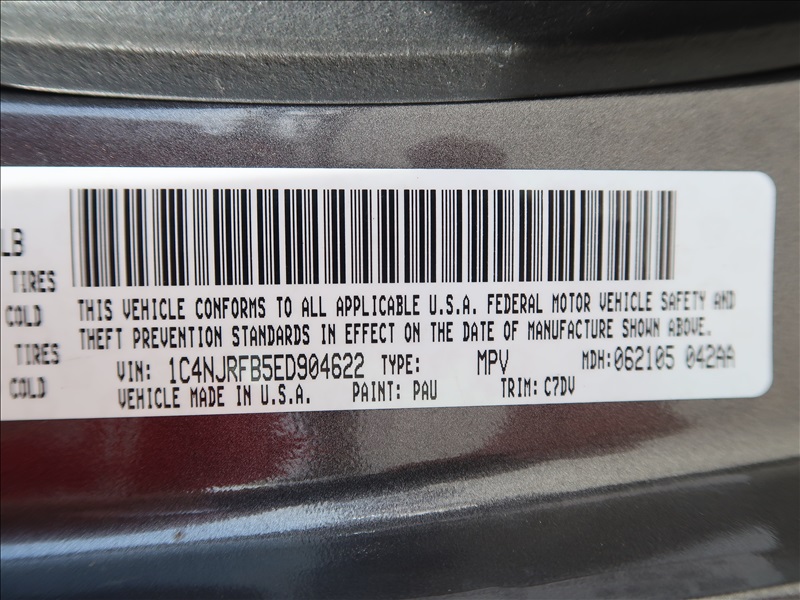 LB
TIRES
COLD
TIRES
COLD
THIS VEHICLE CONFORMS TO ALL APPLICABLE U.S.A. FEDERAL MOTOR VEHICLE SAFETY AND
THEFT PREVENTION STANDARDS IN EFFECT ON THE DATE OF MANUFACTURE SHOWN ABOVE.
VIN: 1C4NJRFB5ED904622 TYPE: MPV MDH:062105 042AA
VEHICLE MADE IN U.S.A. PAINT: PAU TRIM: C7DV